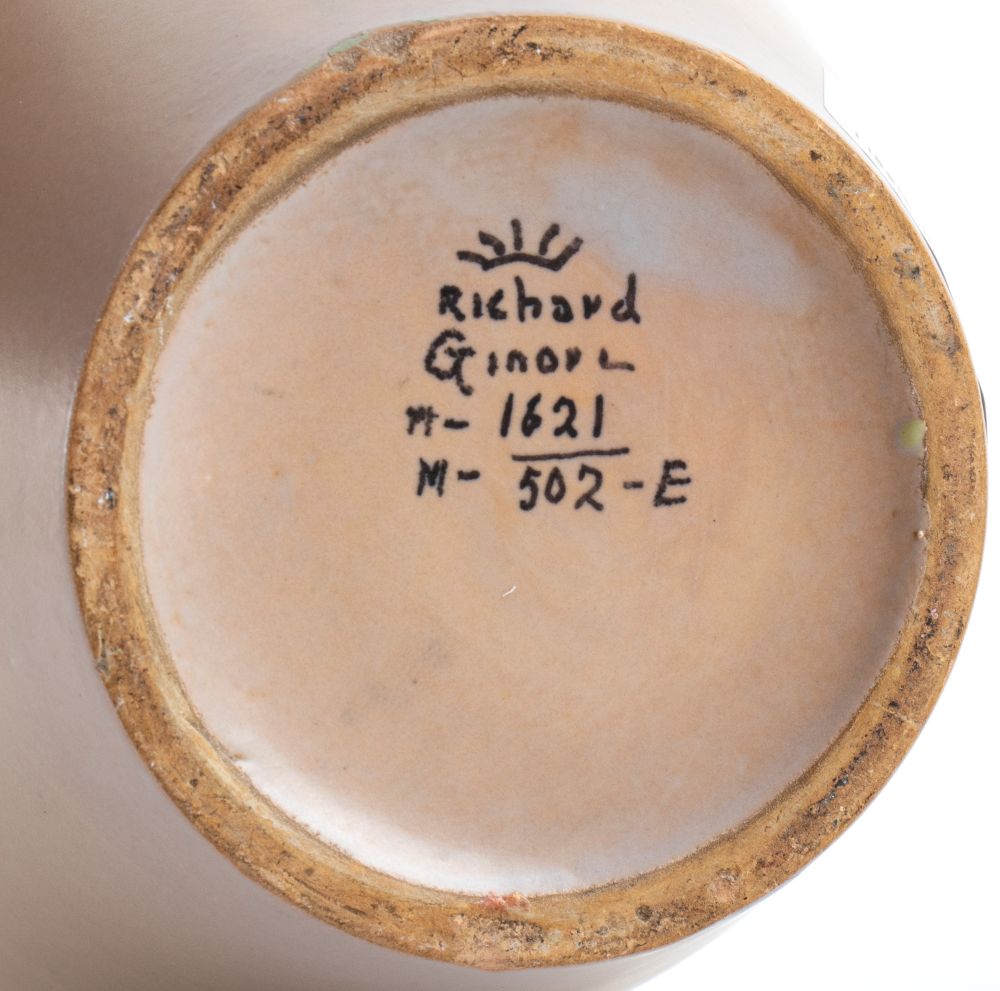 Richard
Ginori
M- 1621
M- 502 - E